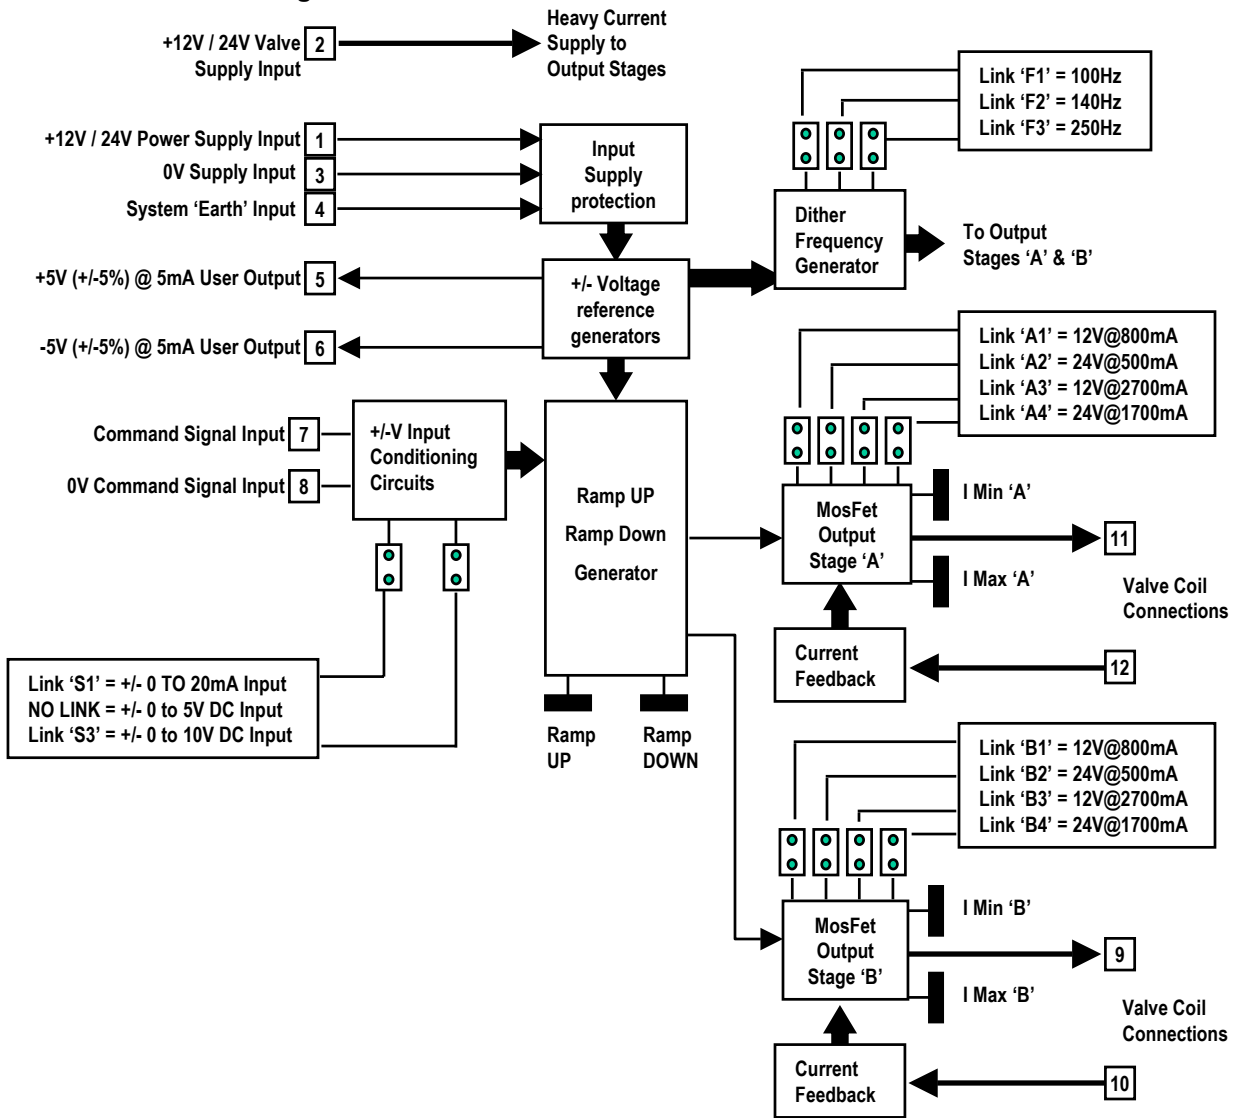 +12V / 24V Valve
Supply Input
2
Heavy Current
Supply to
Output Stages
+12V / 24V Power Supply Input
1
0V Supply Input
3
System ‘Earth’ Input
4
Input
Supply
protection
Link ‘F1’ = 100Hz
Link ‘F2’ = 140Hz
Link ‘F3’ = 250Hz
Dither
Frequency
Generator
To Output
Stages ‘A’ & ‘B’
+5V (+/-5%) @ 5mA User Output
5
-5V (+/-5%) @ 5mA User Output
6
+/- Voltage
reference
generators
Command Signal Input
7
0V Command Signal Input
8
+/-V Input
Conditioning
Circuits
Ramp UP
Ramp Down
Generator
Link ‘S1’ = +/- 0 TO 20mA Input
NO LINK = +/- 0 to 5V DC Input
Link ‘S3’ = +/- 0 to 10V DC Input
Ramp
UP
Ramp
DOWN
Link ‘A1’ = 12V@800mA
Link ‘A2’ = 24V@500mA
Link ‘A3’ = 12V@2700mA
Link ‘A4’ = 24V@1700mA
MosFet
Output
Stage ‘A’
I Min ‘A’
11
I Max ‘A’
Valve Coil
Connections
Current
Feedback
12
Link ‘B1’ = 12V@800mA
Link ‘B2’ = 24V@500mA
Link ‘B3’ = 12V@2700mA
Link ‘B4’ = 24V@1700mA
MosFet
Output
Stage ‘B’
I Min ‘B’
9
I Max ‘B’
Valve Coil
Connections
Current
Feedback
10